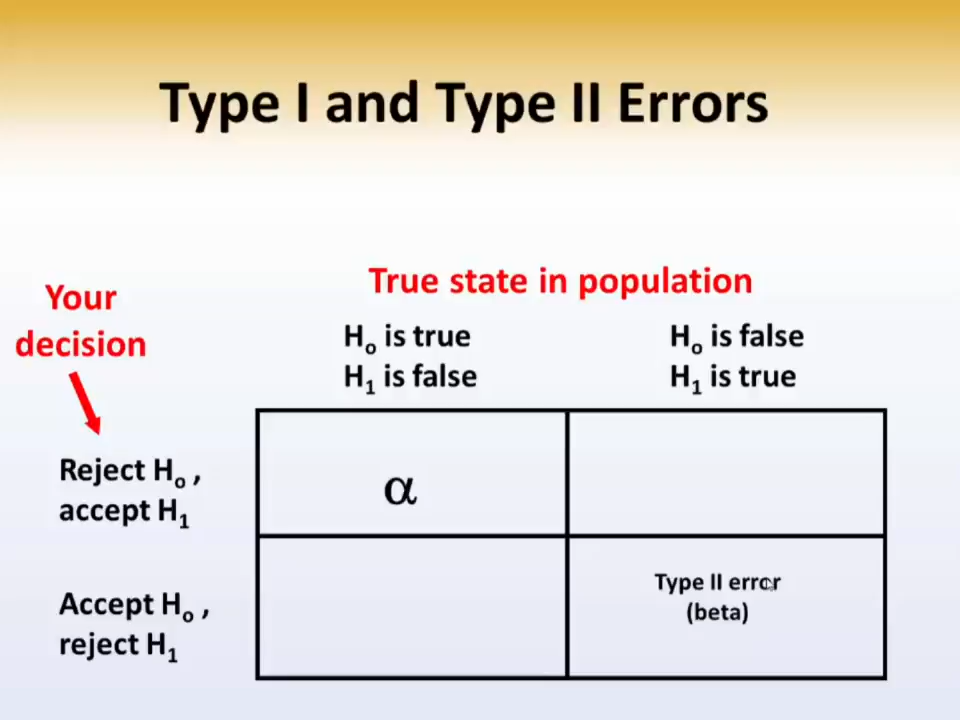 Type I and Type II Errors
Your
decision
True state in population
Hₒ is true
H₁ is false
Hₒ is false
H₁ is true
Reject Hₒ ,
accept H₁
α
Accept Hₒ ,
reject H₁
Type II error
(beta)